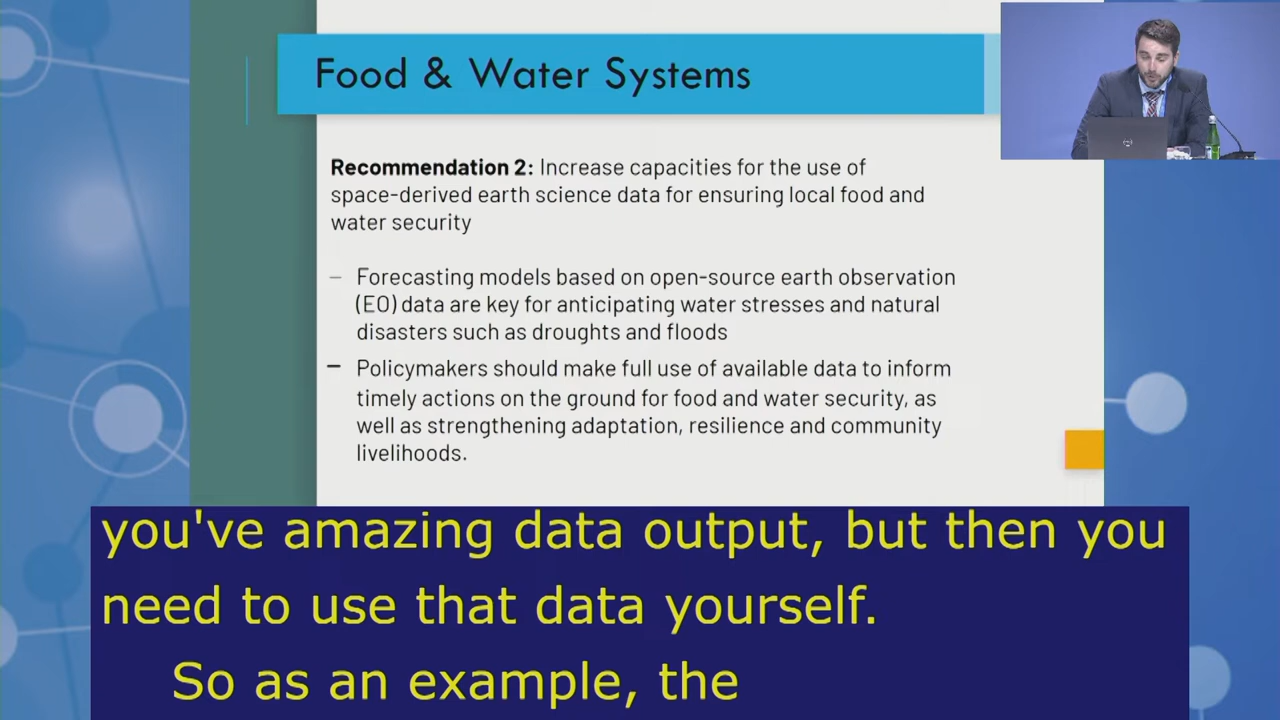 Food & Water Systems
Recommendation 2: Increase capacities for the use of
space-derived earth science data for ensuring local food and
water security
– Forecasting models based on open-source earth observation
(EO) data are key for anticipating water stresses and natural
disasters such as droughts and floods
– Policymakers should make full use of available data to inform
timely actions on the ground for food and water security, as
well as strengthening adaptation, resilience and community
livelihoods.
you've amazing data output, but then you
need to use that data yourself.
So as an example, the